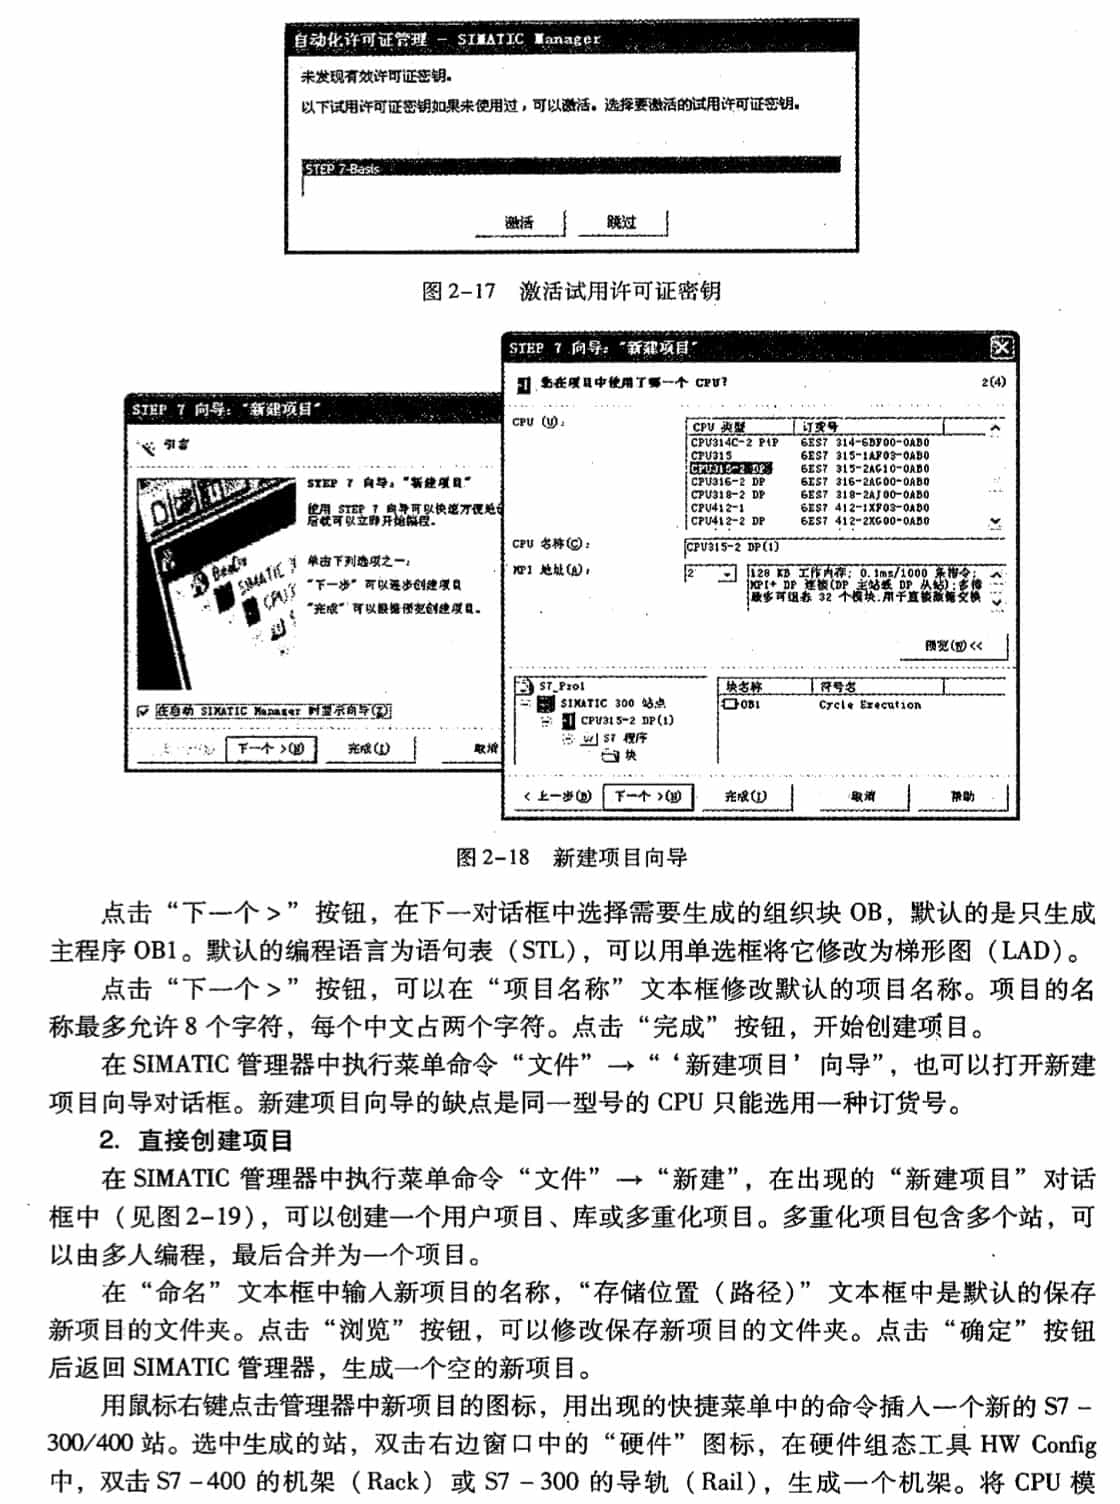 自动化许可证管理 - SIMATIC Manager
未发现有效许可证密钥。
以下试用许可证密钥如果未使用过，可以激活。选择要激活的试用许可证密钥。
STEP 7-Basis
激活 跳过
图2-17 激活试用许可证密钥
STEP 7 向导："新建项目"
引言
STEP 7 向导："新建项目"
使用 STEP 7 向导可以快速方便地
后就可以立即开始编程。
单击下列选项之一：
"下一步" 可以逐步创建项目
"完成" 可以根据预览创建项目。
在启动 SIMATIC Manager 时显示向导(Z)
下一个 >(N) 完成(I) 取消
STEP 7 向导："新建项目"
您在项目中使用了哪一个 CPU? 2(4)
CPU (U)：
CPU 类型 订货号
CPU314C-2 PtP 6ES7 314-6BF00-0AB0
CPU315 6ES7 315-1AF03-0AB0
CPU315-2 DP 6ES7 315-2AG10-0AB0
CPU316-2 DP 6ES7 316-2AG00-0AB0
CPU318-2 DP 6ES7 318-2AJ00-0AB0
CPU412-1 6ES7 412-1XF03-0AB0
CPU412-2 DP 6ES7 412-2XG00-0AB0
CPU 名称(C)： CPU315-2 DP(1)
MPI 地址(A)： 2
128 KB 工作内存；0.1ms/1000 条指令；
MPI+ DP 连接(DP 主站或 DP 从站)；多排
最多可组态 32 个模块，用于直接数据交换
预览(W)<<
S7_Pro1
SIMATIC 300 站点
CPU315-2 DP(1)
S7 程序
块
块名称 符号名
OB1 Cycle Execution
< 上一步(B) 下一个 >(N) 完成(I) 取消 帮助
图2-18 新建项目向导
点击“下一个 >”按钮，在下一对话框中选择需要生成的组织块 OB，默认的是只生成
主程序 OB1。默认的编程语言为语句表（STL），可以用单选框将它修改为梯形图（LAD）。
点击“下一个 >”按钮，可以在“项目名称”文本框修改默认的项目名称。项目的名
称最多允许8个字符，每个中文占两个字符。点击“完成”按钮，开始创建项目。
在 SIMATIC 管理器中执行菜单命令“文件”→“‘新建项目’向导”，也可以打开新建
项目向导对话框。新建项目向导的缺点是同一型号的 CPU 只能选用一种订货号。
2. 直接创建项目
在 SIMATIC 管理器中执行菜单命令“文件”→“新建”，在出现的“新建项目”对话
框中（见图2-19），可以创建一个用户项目、库或多重化项目。多重化项目包含多个站，可
以由多人编程，最后合并为一个项目。
在“命名”文本框中输入新项目的名称，“存储位置（路径）”文本框中是默认的保存
新项目的文件夹。点击“浏览”按钮，可以修改保存新项目的文件夹。点击“确定”按钮
后返回 SIMATIC 管理器，生成一个空的新项目。
用鼠标右键点击管理器中新项目的图标，用出现的快捷菜单中的命令插入一个新的 S7 -
300/400 站。选中生成的站，双击右边窗口中的“硬件”图标，在硬件组态工具 HW Config
中，双击 S7 - 400 的机架（Rack）或 S7 - 300 的导轨（Rail），生成一个机架。将 CPU 模